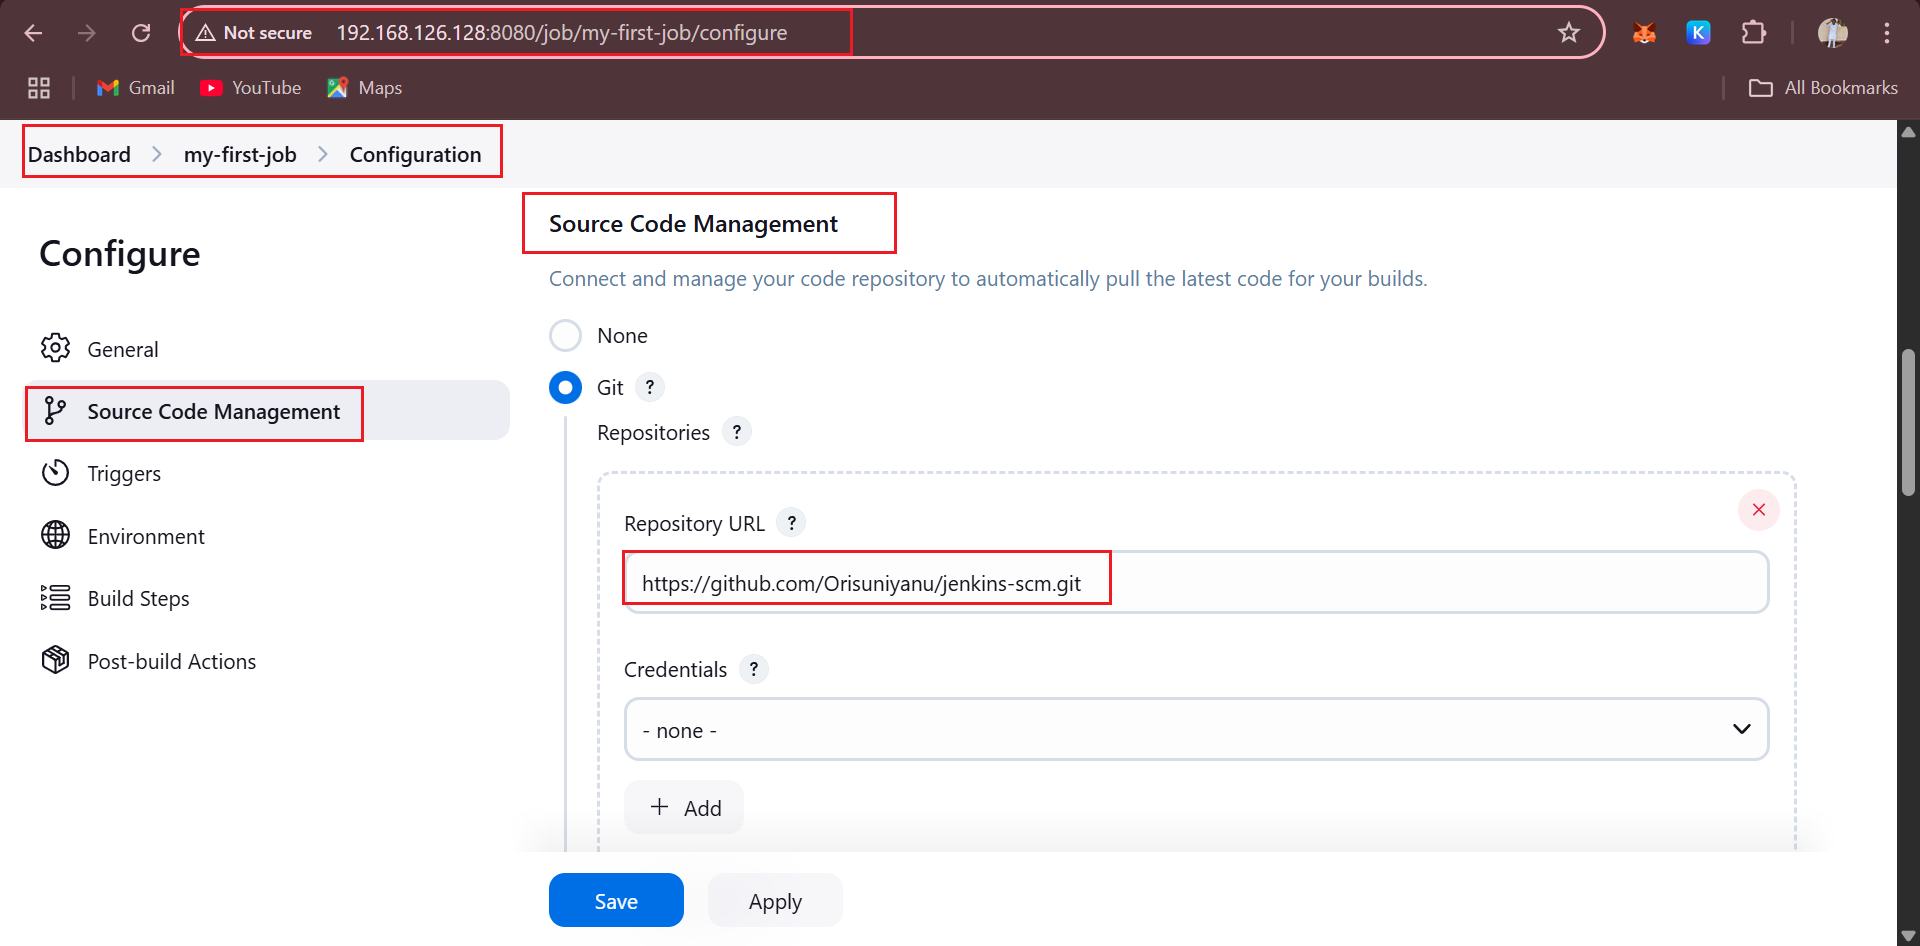 Not secure 192.168.126.128:8080/job/my-first-job/configure
K
Gmail YouTube Maps All Bookmarks
Dashboard my-first-job Configuration
Configure
General
Source Code Management
Triggers
Environment
Build Steps
Post-build Actions
Source Code Management
Connect and manage your code repository to automatically pull the latest code for your builds.
None
Git ?
Repositories ?
Repository URL ?
https://github.com/Orisuniyanu/jenkins-scm.git
Credentials ?
- none -
+ Add
Save Apply